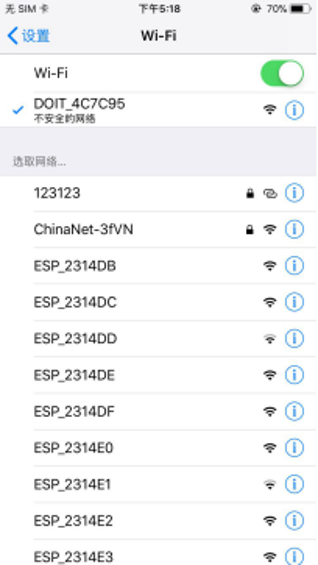 无 SIM 卡 下午5:18 70%
设置 Wi-Fi
Wi-Fi
DOIT_4C7C95
不安全的网络
选取网络...
123123
ChinaNet-3fVN
ESP_2314DB
ESP_2314DC
ESP_2314DD
ESP_2314DE
ESP_2314DF
ESP_2314E0
ESP_2314E1
ESP_2314E2
ESP_2314E3